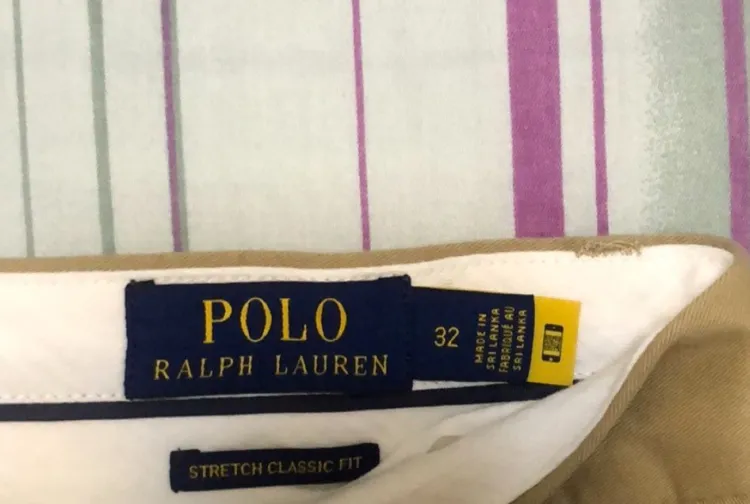 POLO
RALPH LAUREN
32
MADE IN
SRI LANKA
FABRIQUÉ AU
SRI LANKA
STRETCH CLASSIC FIT